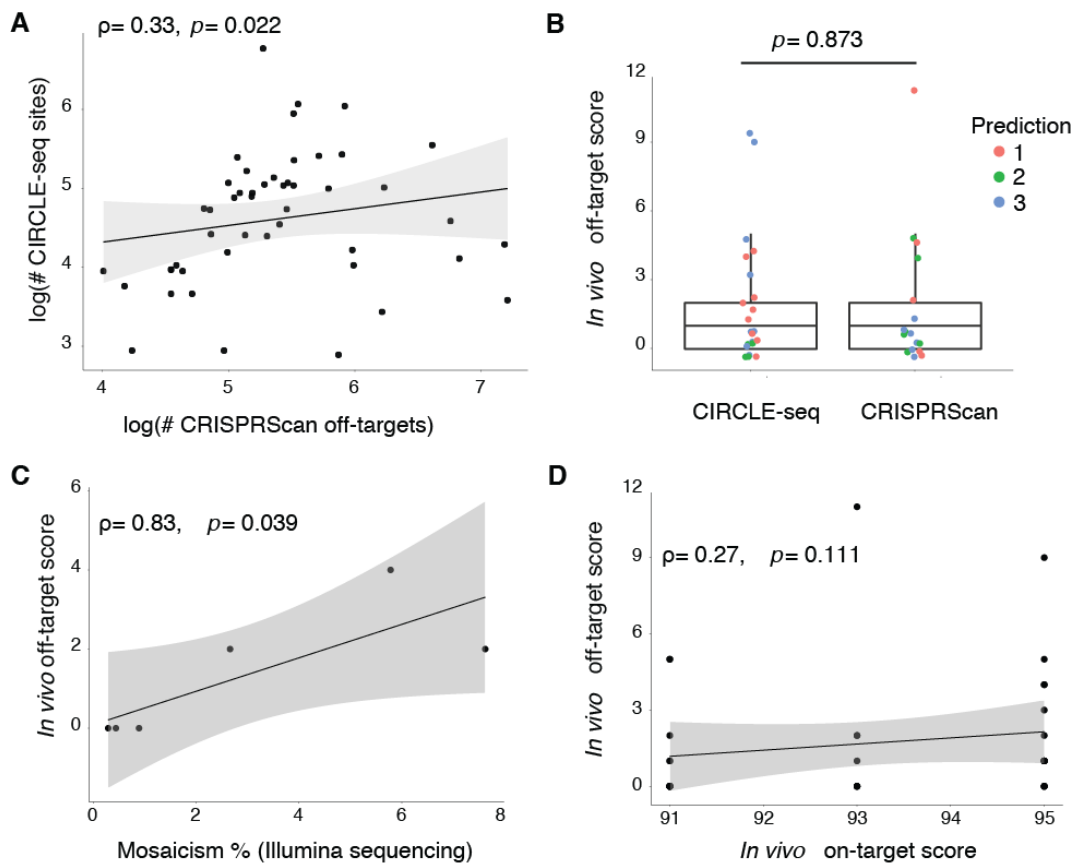 A
ρ= 0.33, p= 0.022
log(# CIRCLE-seq sites)
6
5
4
3
4 5 6 7
log(# CRISPRScan off-targets)
B
p= 0.873
In vivo off-target score
12
9
6
3
0
CIRCLE-seq CRISPRScan
Prediction
1
2
3
C
ρ= 0.83, p= 0.039
In vivo off-target score
6
4
2
0
0 2 4 6 8
Mosaicism % (Illumina sequencing)
D
ρ= 0.27, p= 0.111
In vivo off-target score
12
9
6
3
0
91 92 93 94 95
In vivo on-target score